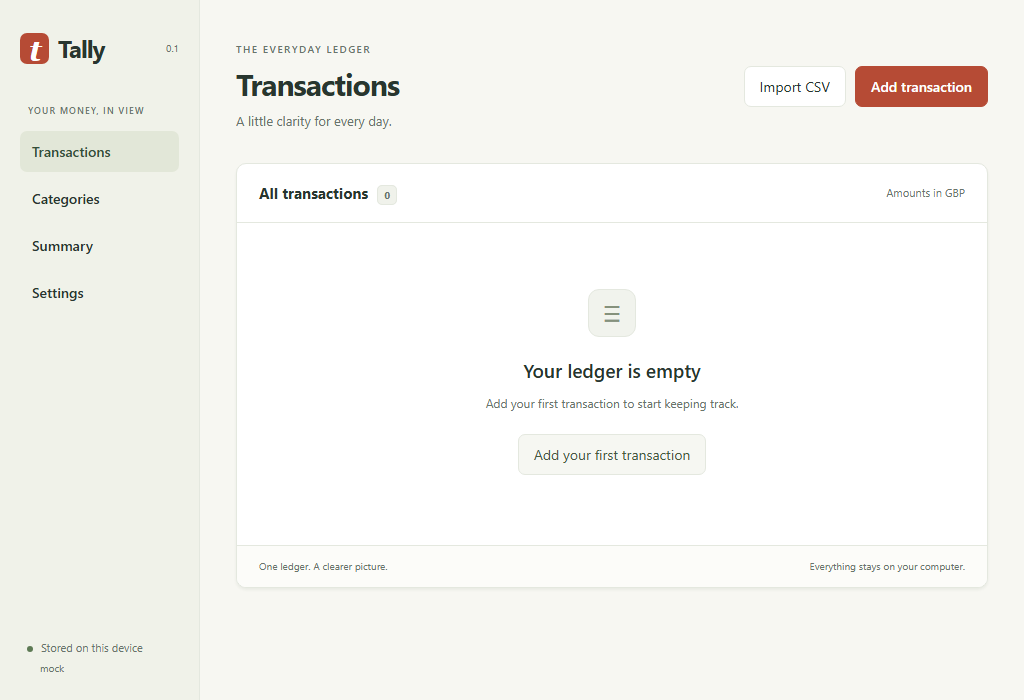 t Tally 0.1
YOUR MONEY, IN VIEW
Transactions
Categories
Summary
Settings
Stored on this device
mock
THE EVERYDAY LEDGER
Transactions
A little clarity for every day.
Import CSV
Add transaction
All transactions 0
Amounts in GBP
Your ledger is empty
Add your first transaction to start keeping track.
Add your first transaction
One ledger. A clearer picture.
Everything stays on your computer.